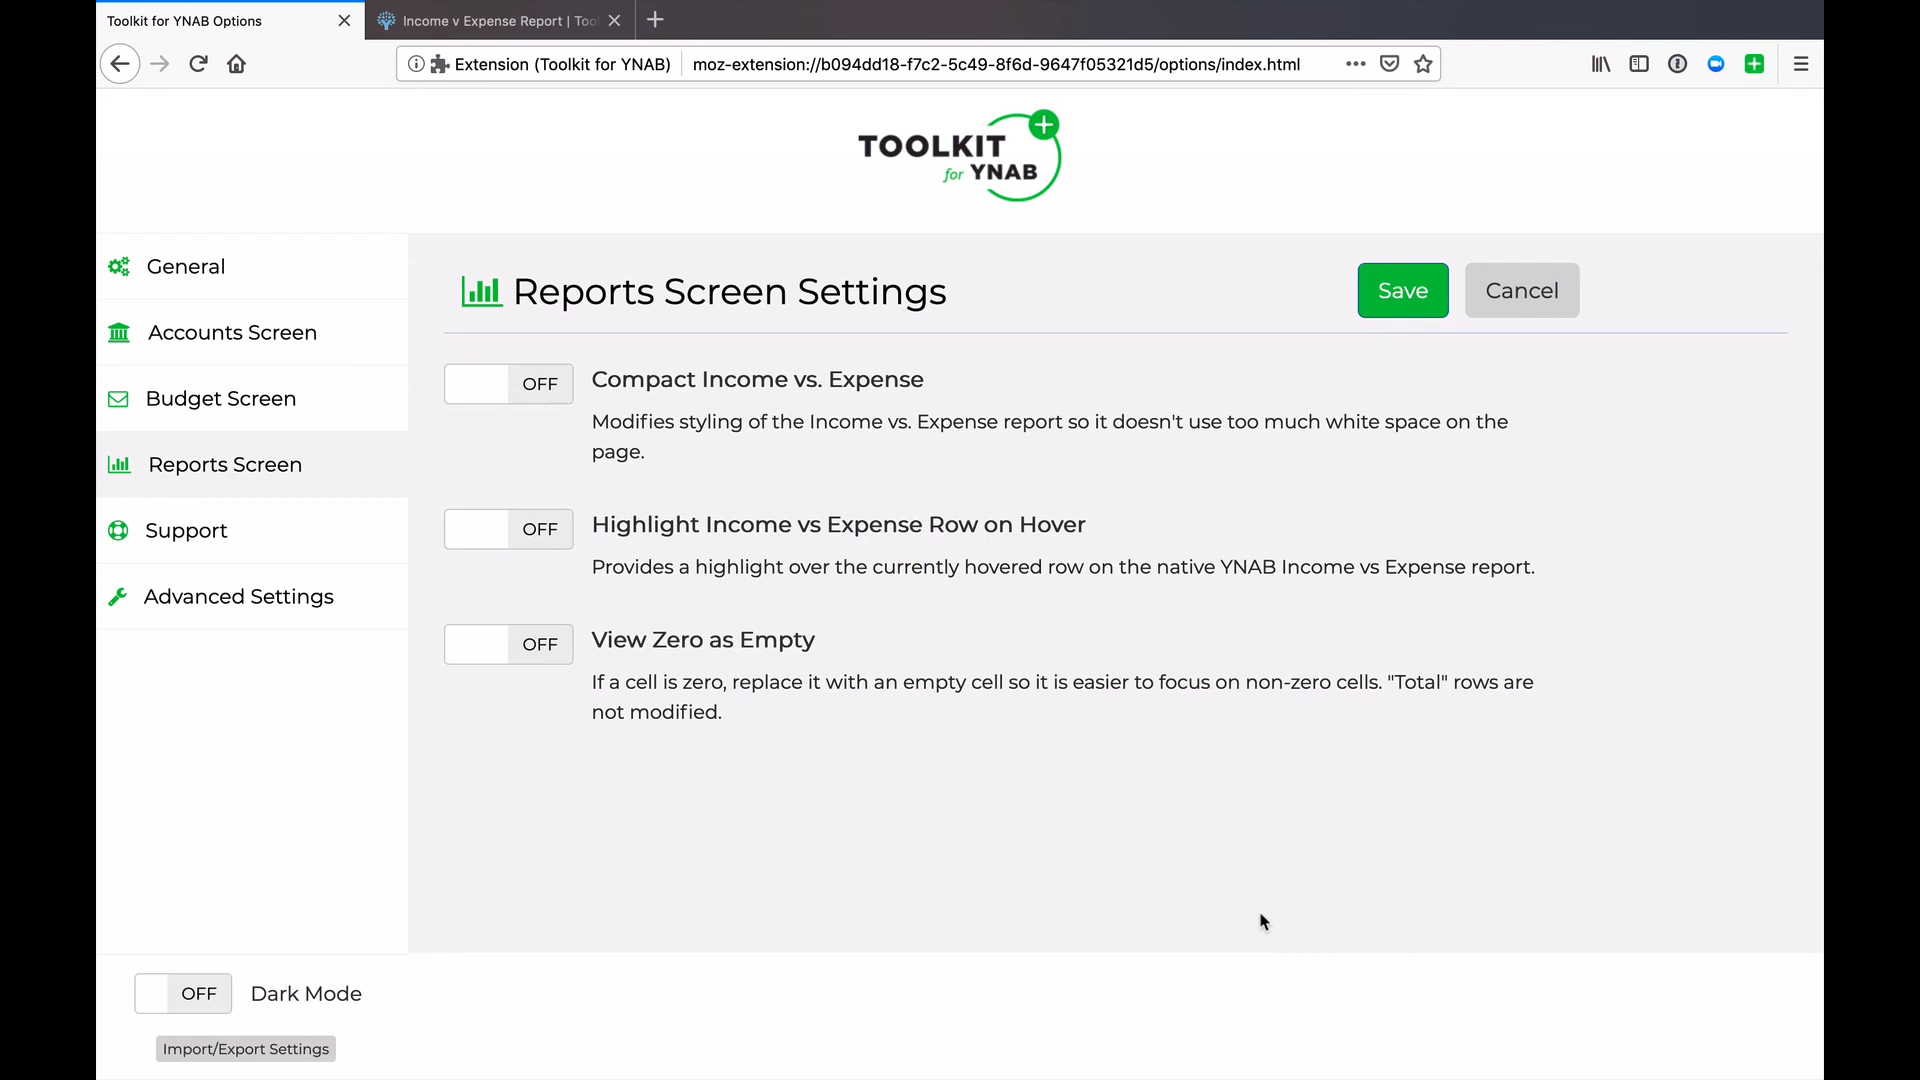 Toolkit for YNAB Options
Income v Expense Report | Too
Extension (Toolkit for YNAB)
moz-extension://b094dd18-f7c2-5c49-8f6d-9647f05321d5/options/index.html
TOOLKIT
for YNAB
General
Accounts Screen
Budget Screen
Reports Screen
Support
Advanced Settings
Reports Screen Settings
Save
Cancel
OFF
Compact Income vs. Expense
Modifies styling of the Income vs. Expense report so it doesn't use too much white space on the
page.
OFF
Highlight Income vs Expense Row on Hover
Provides a highlight over the currently hovered row on the native YNAB Income vs Expense report.
OFF
View Zero as Empty
If a cell is zero, replace it with an empty cell so it is easier to focus on non-zero cells. "Total" rows are
not modified.
OFF
Dark Mode
Import/Export Settings